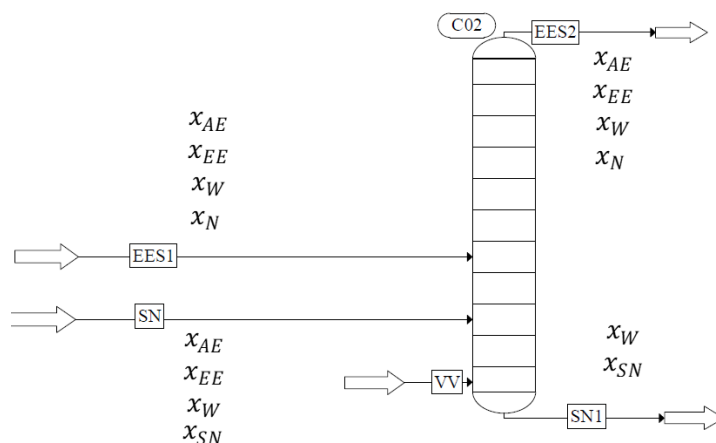 C02
EES2
x_AE
x_EE
x_W
x_N
x_AE
x_EE
x_W
x_N
EES1
SN
x_AE
x_EE
x_W
x_SN
VV
x_W
x_SN
SN1